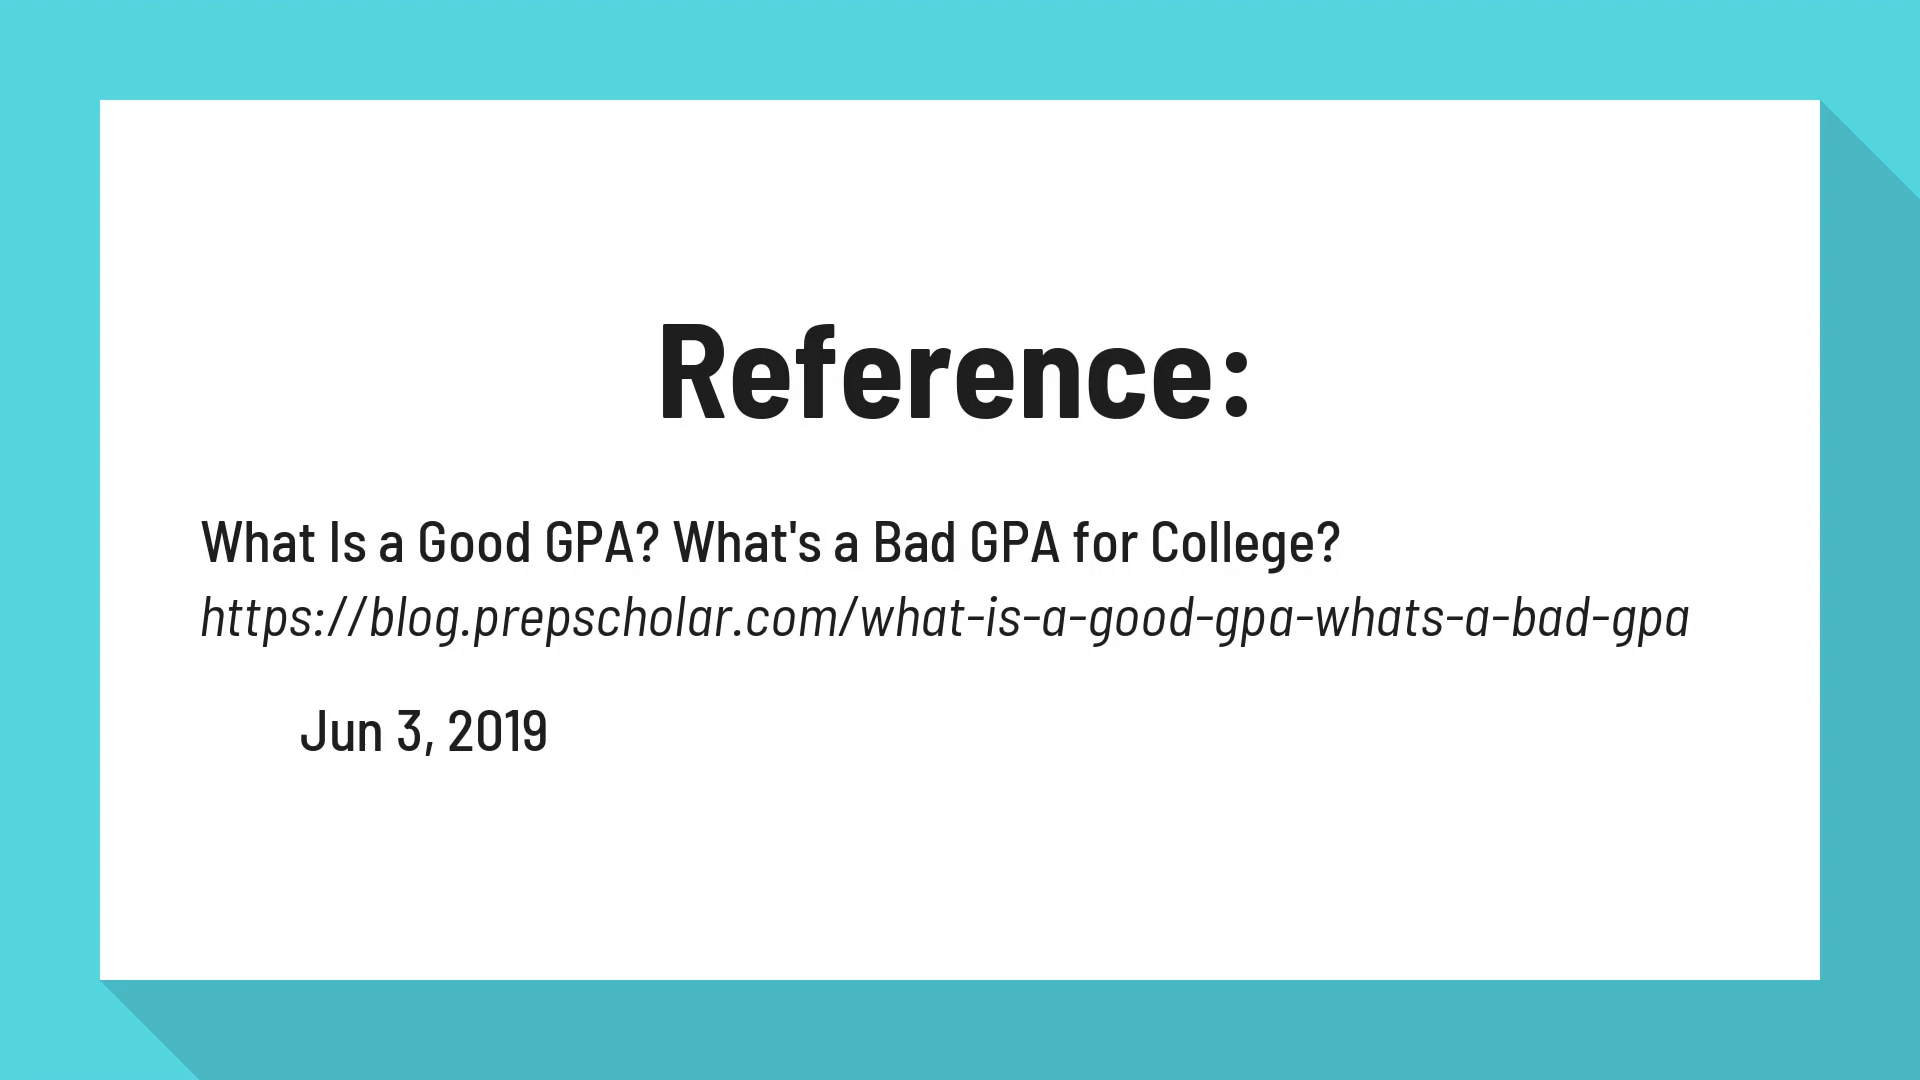 Reference:
What Is a Good GPA? What's a Bad GPA for College?
https://blog.prepscholar.com/what-is-a-good-gpa-whats-a-bad-gpa
Jun 3, 2019